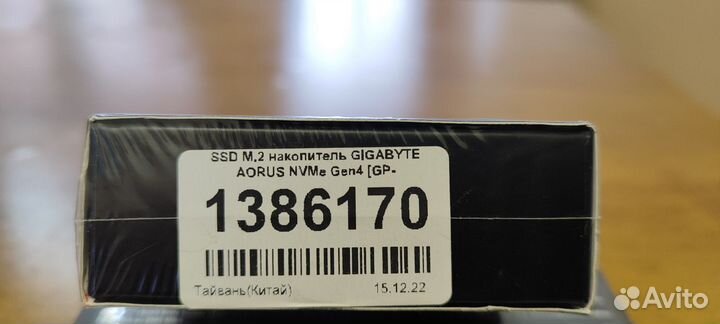 SSD M.2 накопитель GIGABYTE
AORUS NVMe Gen4 [GP-
1386170
Тайвань(Китай) 15.12.22
Avito